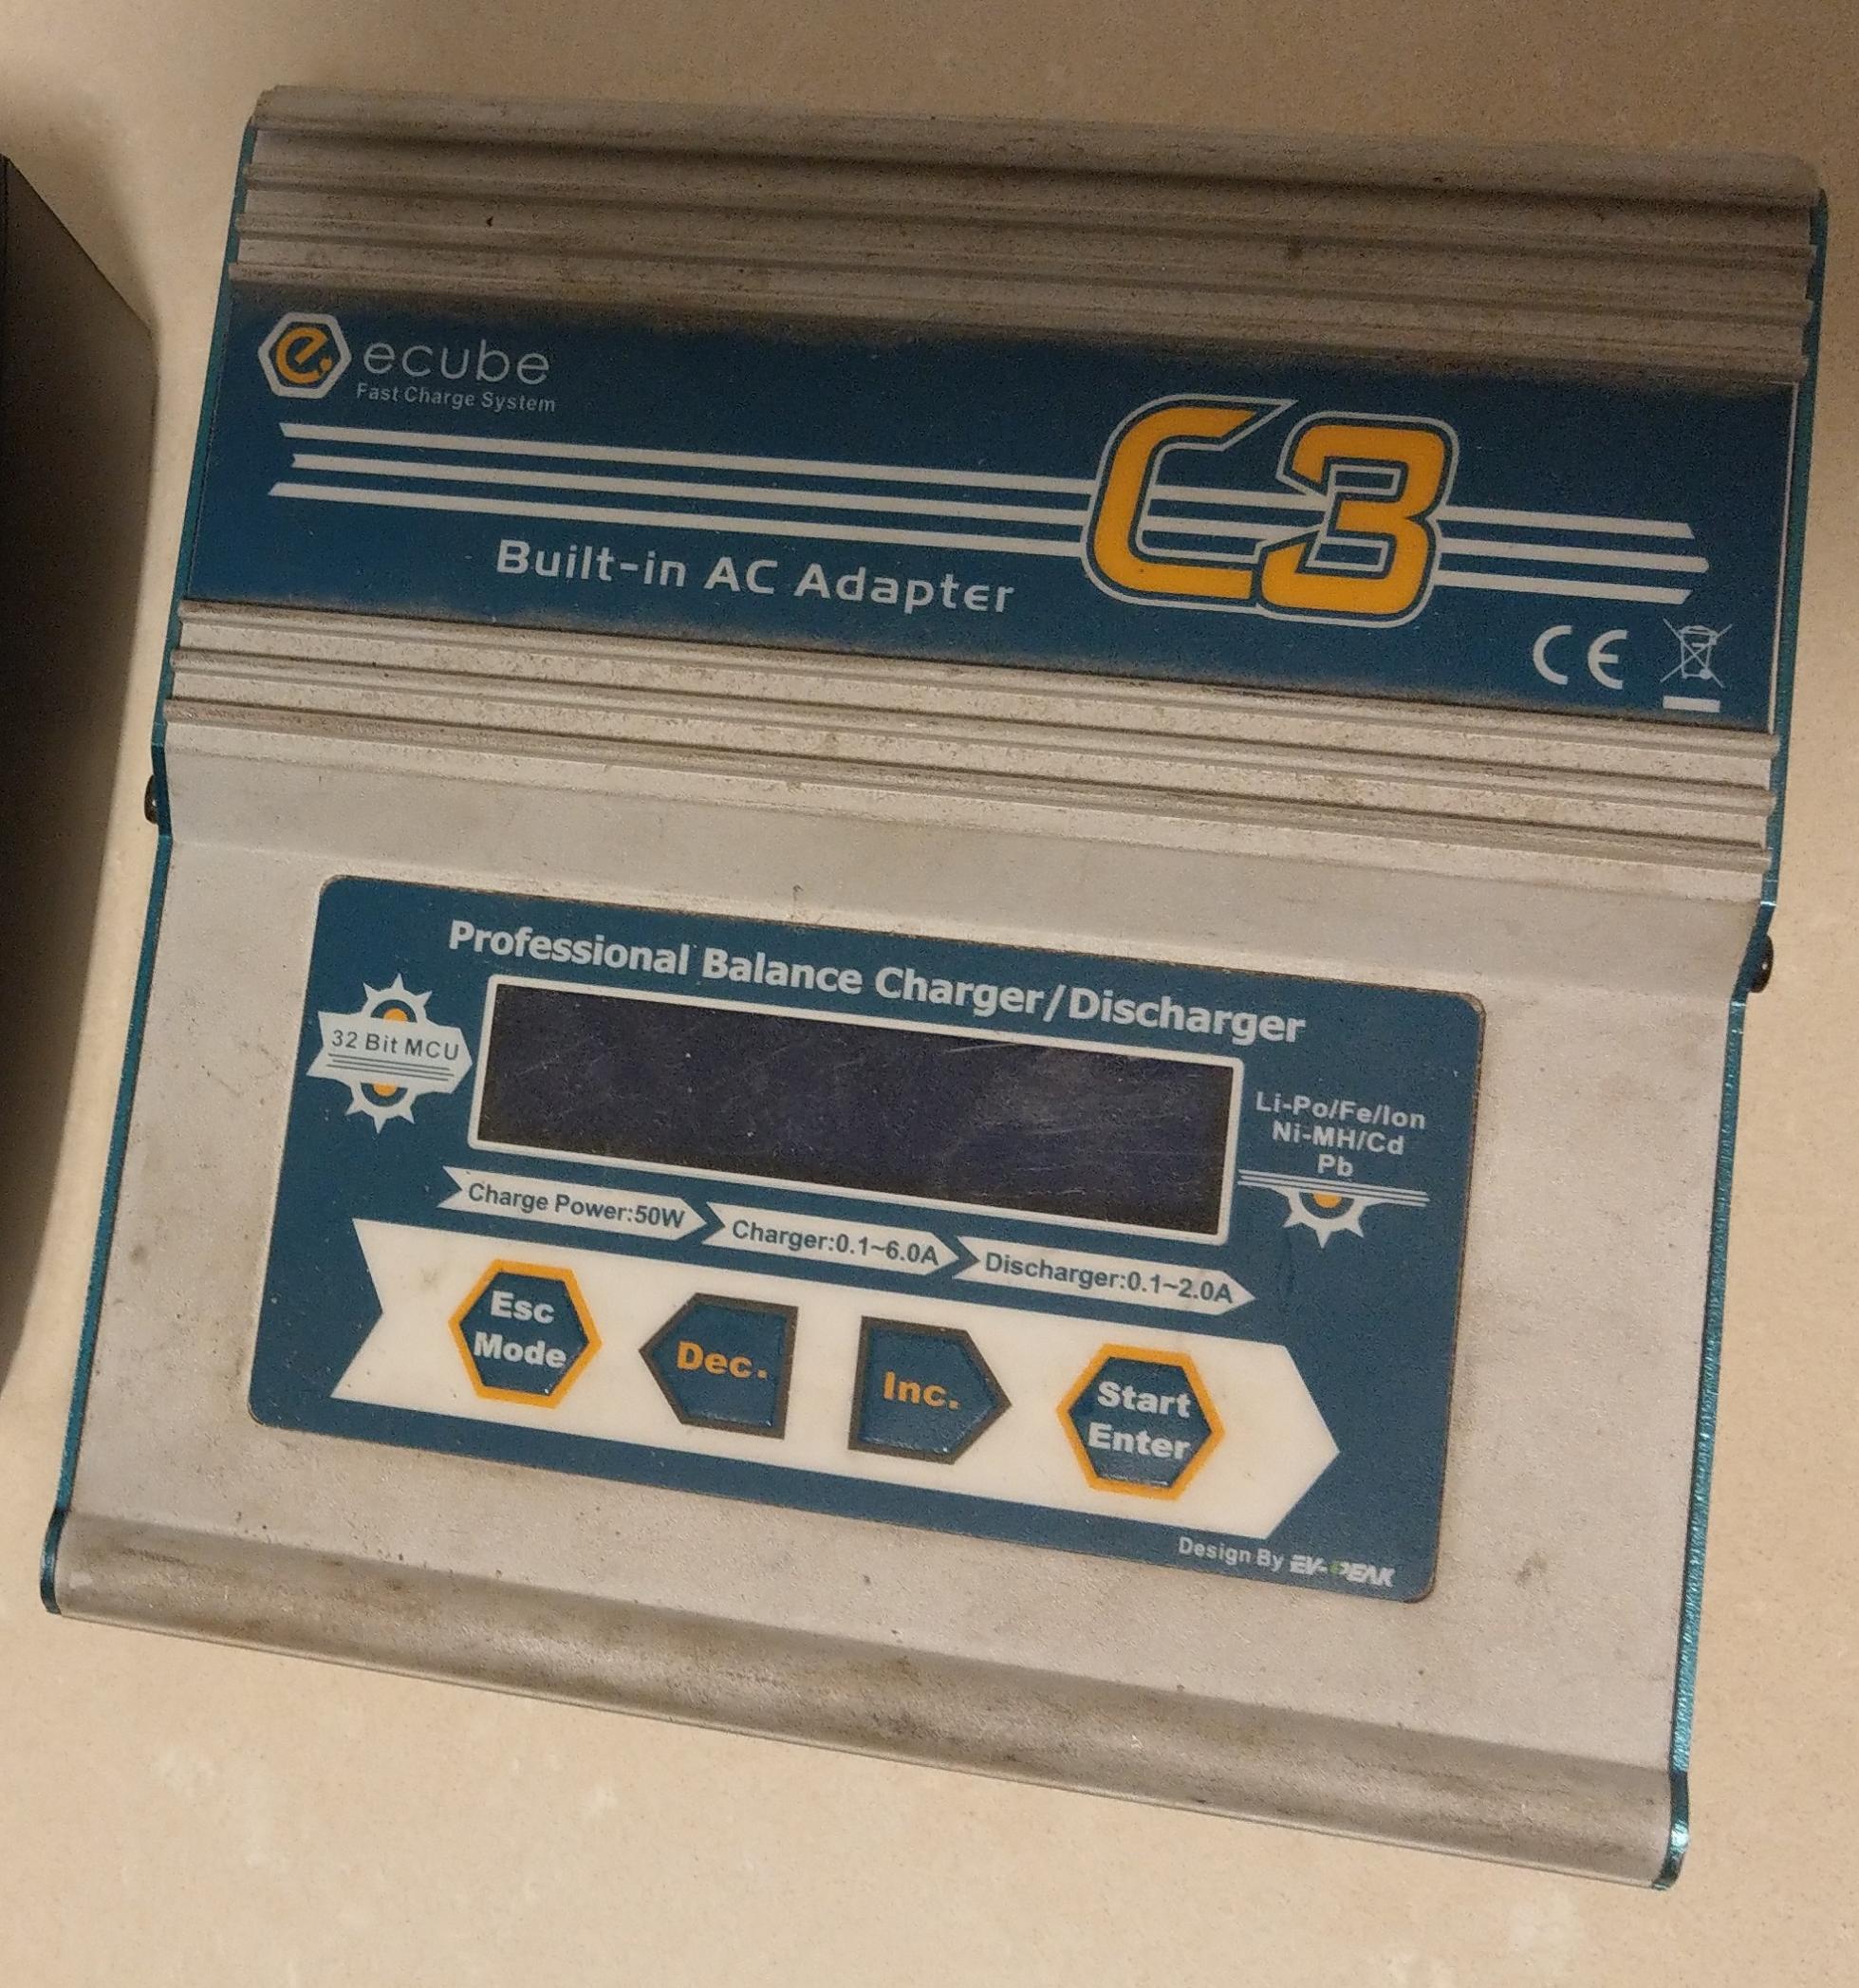 e
ecube
Fast Charge System
C3
Built-in AC Adapter
CE
Professional Balance Charger/Discharger
32 Bit MCU
Li-Po/Fe/Ion
Ni-MH/Cd
Pb
Charge Power:50W
Charger:0.1~6.0A
Discharger:0.1~2.0A
Esc
Mode
Dec.
Inc.
Start
Enter
Design By EV-PEAK